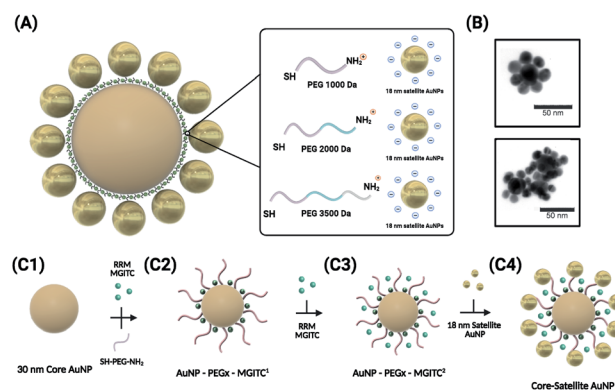 (A)
(B)
NH₂ +
SH
PEG 1000 Da
18 nm satellite AuNPs
NH₂ +
SH
PEG 2000 Da
18 nm satellite AuNPs
NH₂ +
SH
PEG 3500 Da
18 nm satellite AuNPs
50 nm
50 nm
(C1)
(C2)
(C3)
(C4)
RRM
MGITC
SH-PEG-NH₂
30 nm Core AuNP
AuNP - PEGx - MGITC¹
RRM
MGITC
AuNP - PEGx - MGITC²
18 nm Satellite
AuNP
Core-Satellite AuNP